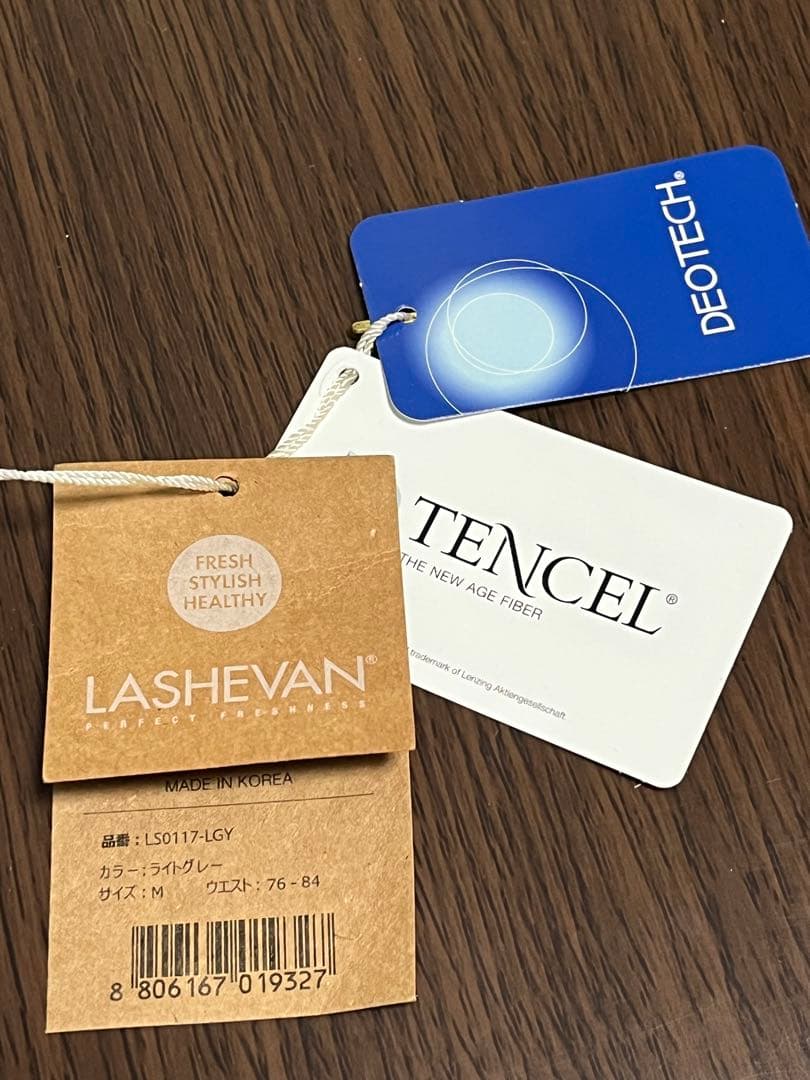 DEOTECH®
TENCEL®
THE NEW AGE FIBER
trademark of Lenzing Aktiengesellschaft
FRESH
STYLISH
HEALTHY
LASHEVAN®
PERFECT FRESHNESS
MADE IN KOREA
品番：LS0117-LGY
カラー：ライトグレー
サイズ：M ウエスト：76-84
8 806167 019327